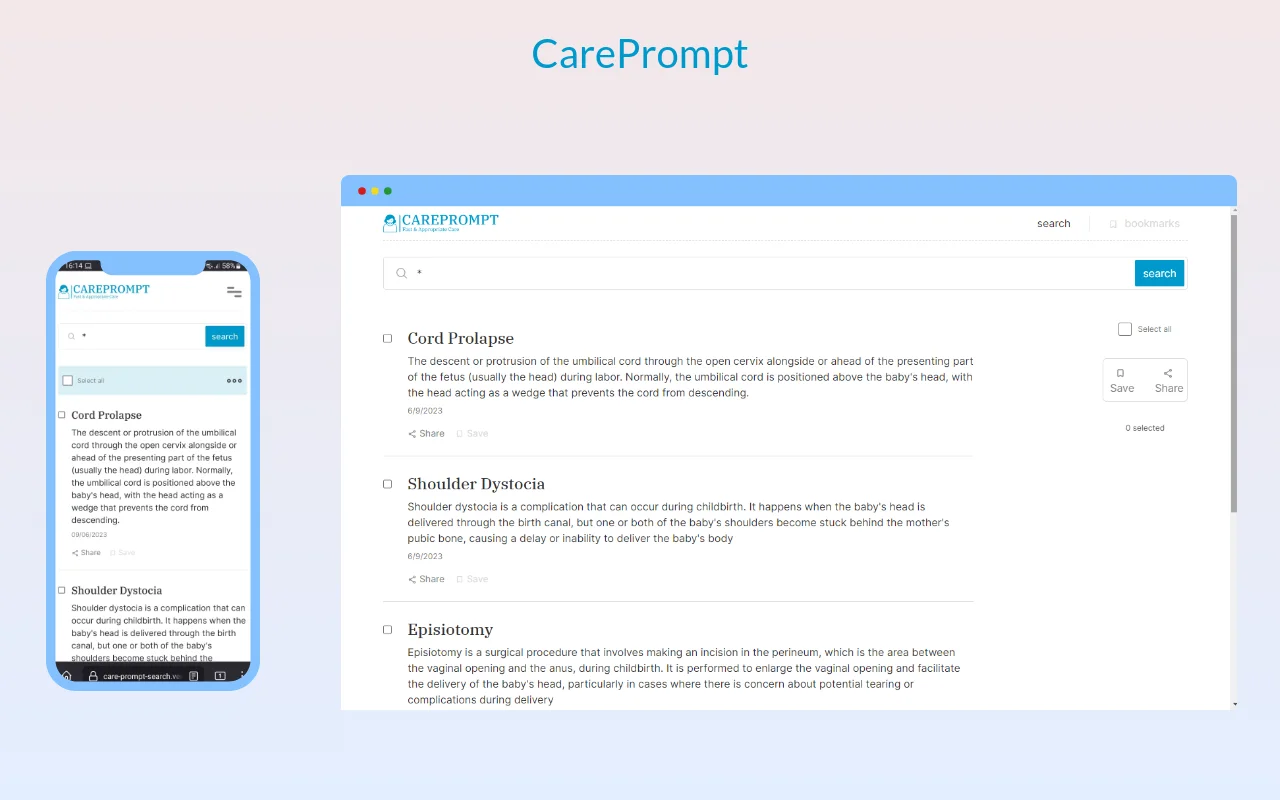 CarePrompt
16:14
58%
CAREPROMPT
Fast & Appropriate Care
*
search
Select all
Cord Prolapse
The descent or protrusion of the umbilical
cord through the open cervix alongside or
ahead of the presenting part of the fetus
(usually the head) during labor. Normally,
the umbilical cord is positioned above the
baby's head, with the head acting as a
wedge that prevents the cord from
descending.
09/06/2023
Share Save
Shoulder Dystocia
Shoulder dystocia is a complication that can
occur during childbirth. It happens when the
baby's head is delivered through the birth
canal, but one or both of the baby's
shoulders become stuck behind the
care-prompt-search.ve
1
CAREPROMPT
Fast & Appropriate Care
search bookmarks
* search
Cord Prolapse
The descent or protrusion of the umbilical cord through the open cervix alongside or ahead of the presenting part
of the fetus (usually the head) during labor. Normally, the umbilical cord is positioned above the baby's head, with
the head acting as a wedge that prevents the cord from descending.
6/9/2023
Share Save
Shoulder Dystocia
Shoulder dystocia is a complication that can occur during childbirth. It happens when the baby's head is
delivered through the birth canal, but one or both of the baby's shoulders become stuck behind the mother's
pubic bone, causing a delay or inability to deliver the baby's body
6/9/2023
Share Save
Episiotomy
Episiotomy is a surgical procedure that involves making an incision in the perineum, which is the area between
the vaginal opening and the anus, during childbirth. It is performed to enlarge the vaginal opening and facilitate
the delivery of the baby's head, particularly in cases where there is concern about potential tearing or
complications during delivery
Select all
Save Share
0 selected